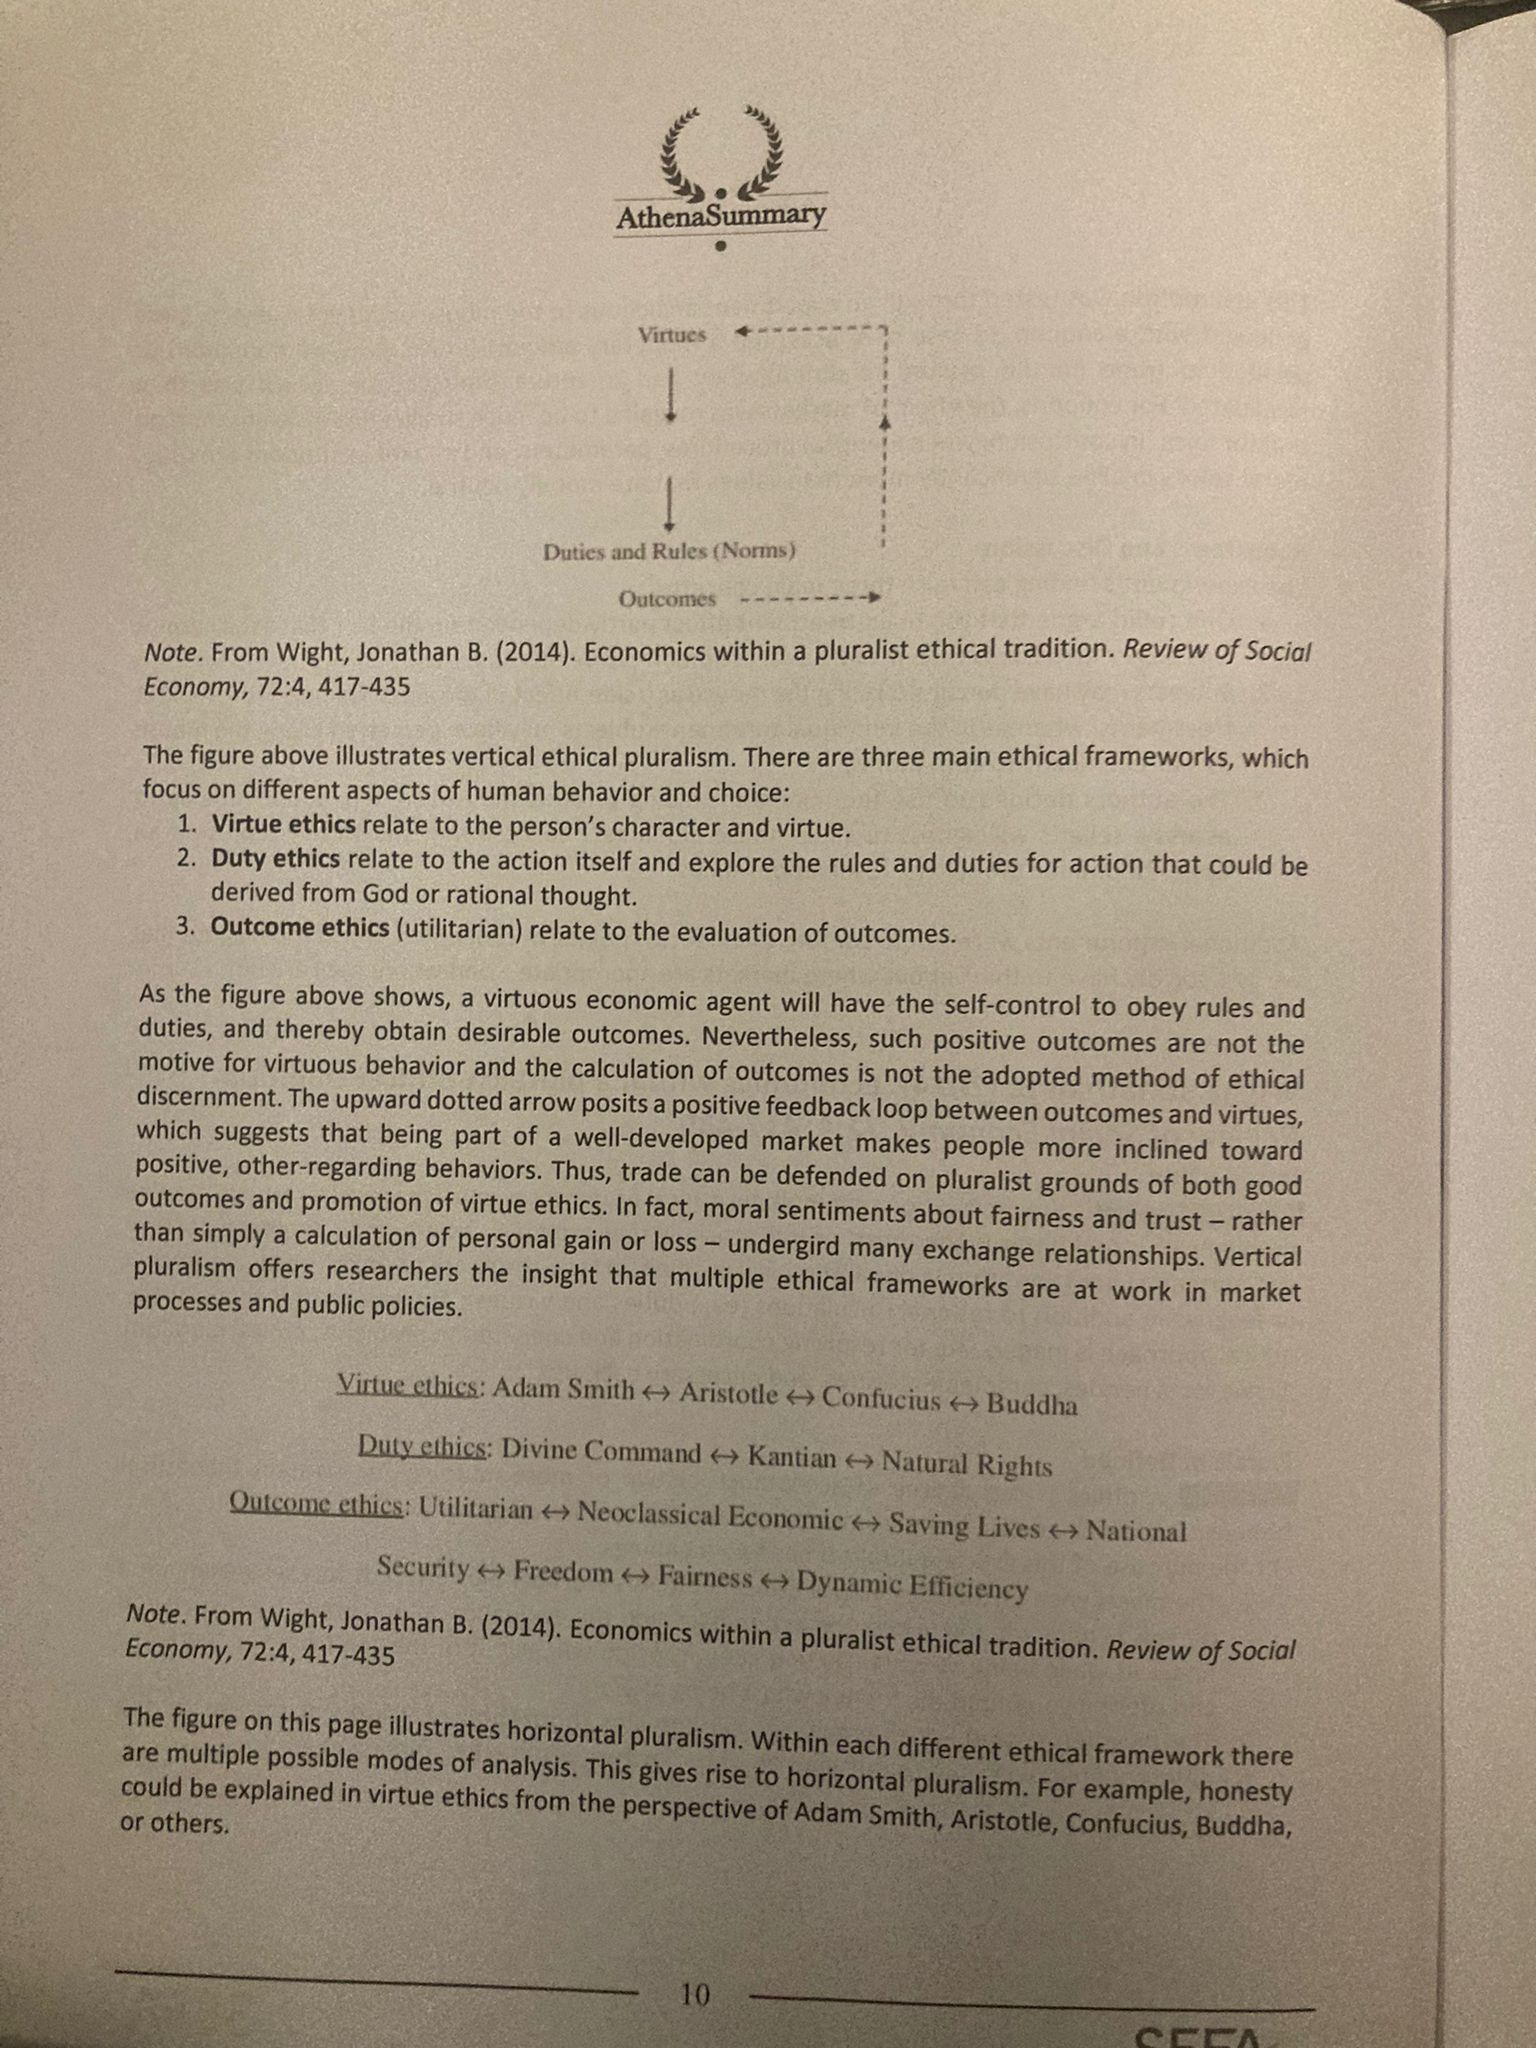 AthenaSummary
Virtues
Duties and Rules (Norms)
Outcomes
Note. From Wight, Jonathan B. (2014). Economics within a pluralist ethical tradition. Review of Social
Economy, 72:4, 417-435
The figure above illustrates vertical ethical pluralism. There are three main ethical frameworks, which
focus on different aspects of human behavior and choice:
1. Virtue ethics relate to the person's character and virtue.
2. Duty ethics relate to the action itself and explore the rules and duties for action that could be
derived from God or rational thought.
3. Outcome ethics (utilitarian) relate to the evaluation of outcomes.
As the figure above shows, a virtuous economic agent will have the self-control to obey rules and
duties, and thereby obtain desirable outcomes. Nevertheless, such positive outcomes are not the
motive for virtuous behavior and the calculation of outcomes is not the adopted method of ethical
discernment. The upward dotted arrow posits a positive feedback loop between outcomes and virtues,
which suggests that being part of a well-developed market makes people more inclined toward
positive, other-regarding behaviors. Thus, trade can be defended on pluralist grounds of both good
outcomes and promotion of virtue ethics. In fact, moral sentiments about fairness and trust – rather
than simply a calculation of personal gain or loss – undergird many exchange relationships. Vertical
pluralism offers researchers the insight that multiple ethical frameworks are at work in market
processes and public policies.
Virtue ethics: Adam Smith ↔ Aristotle ↔ Confucius ↔ Buddha
Duty ethics: Divine Command ↔ Kantian ↔ Natural Rights
Outcome ethics: Utilitarian ↔ Neoclassical Economic ↔ Saving Lives ↔ National
Security ↔ Freedom ↔ Fairness ↔ Dynamic Efficiency
Note. From Wight, Jonathan B. (2014). Economics within a pluralist ethical tradition. Review of Social
Economy, 72:4, 417-435
The figure on this page illustrates horizontal pluralism. Within each different ethical framework there
are multiple possible modes of analysis. This gives rise to horizontal pluralism. For example, honesty
could be explained in virtue ethics from the perspective of Adam Smith, Aristotle, Confucius, Buddha,
or others.
10